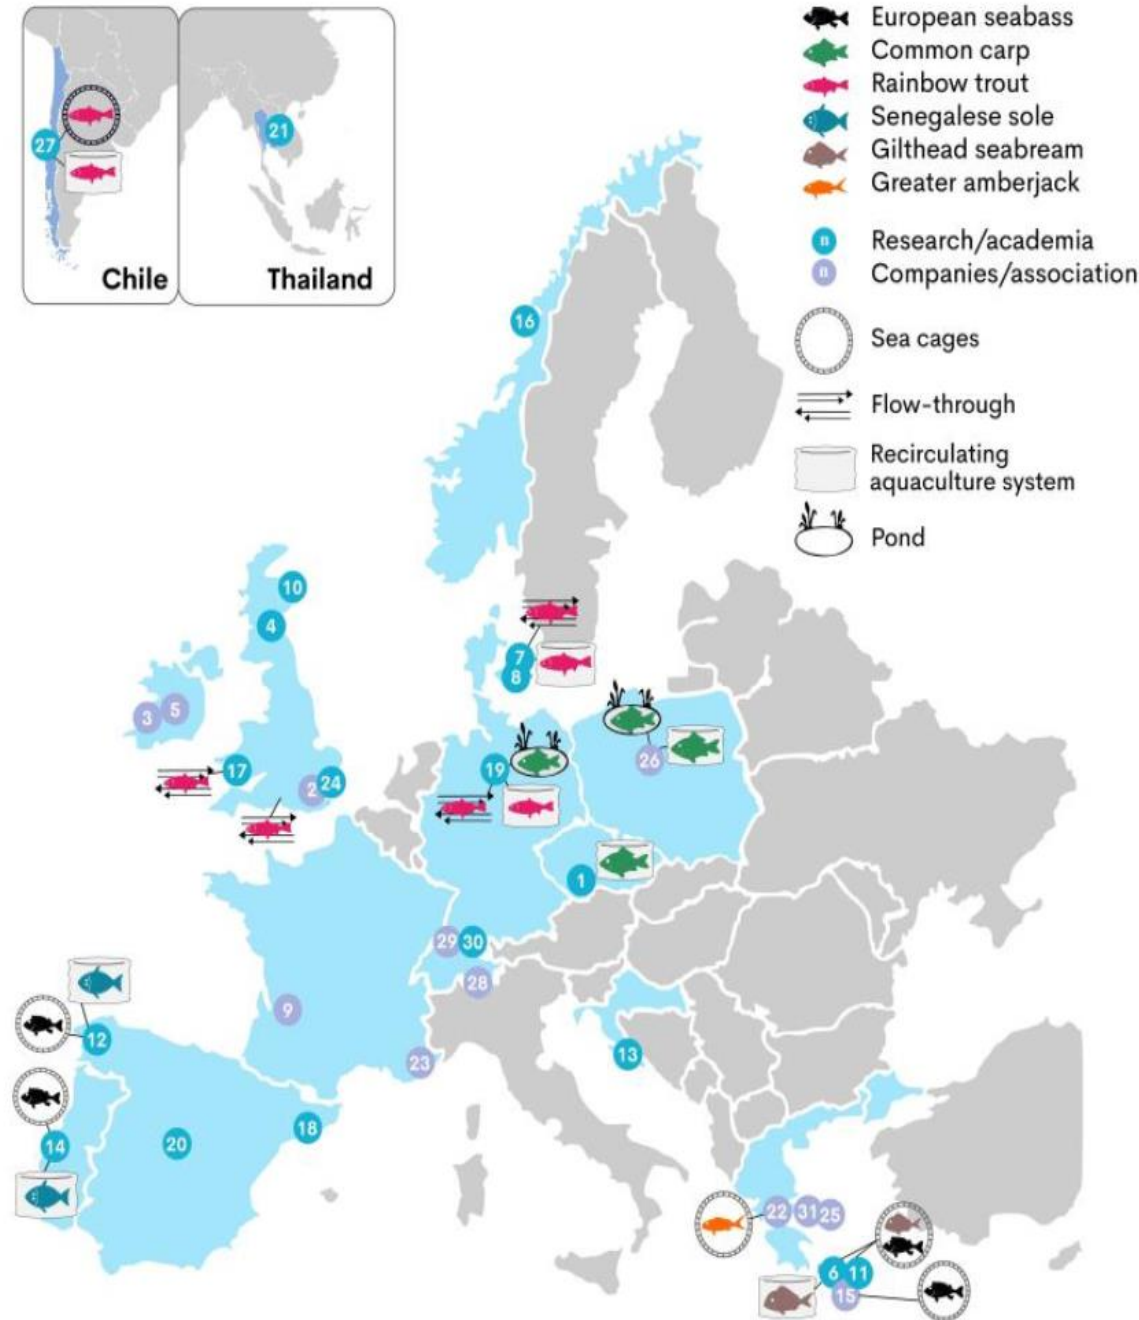 European seabass
Common carp
Rainbow trout
Senegalese sole
Gilthead seabream
Greater amberjack
n Research/academia
n Companies/association
Sea cages
Flow-through
Recirculating
aquaculture system
Pond
27
21
Chile
Thailand
16
10
4
7
8
3
5
17
2
24
19
26
1
29
30
28
9
12
23
13
18
14
20
22
31
25
6
11
15